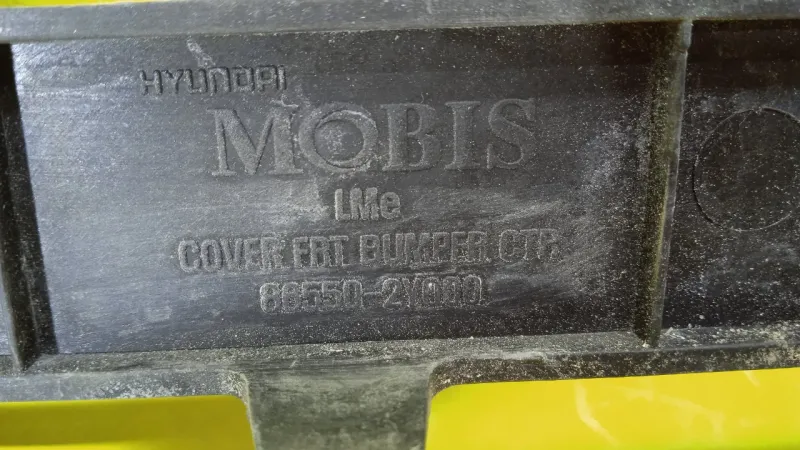 HYUNDAI
MOBIS
LMe
COVER FRT BUMPER CTR
86550-2Y000